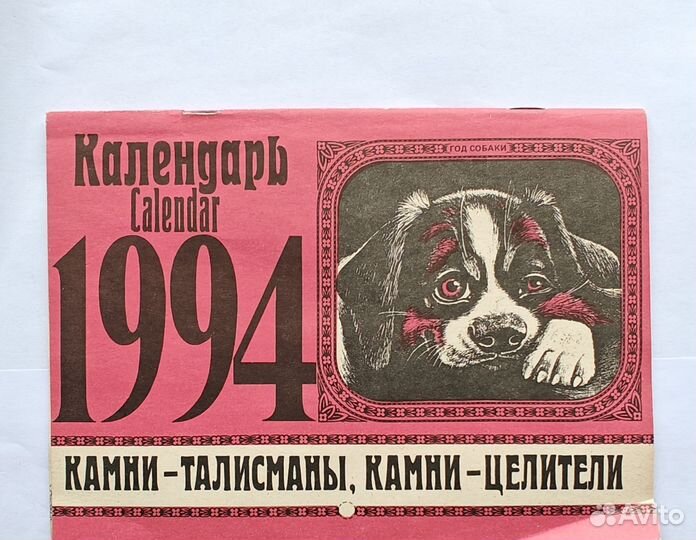 Календарь
Calendar
1994
ГОД СОБАКИ
КАМНИ-ТАЛИСМАНЫ, КАМНИ-ЦЕЛИТЕЛИ
Avito